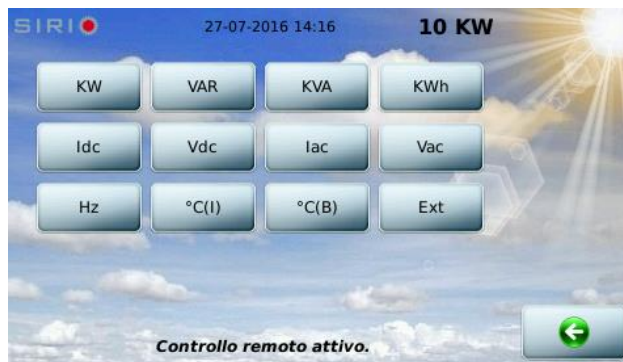 SIRIO 27-07-2016 14:16 10 KW
KW VAR KVA KWh
Idc Vdc Iac Vac
Hz °C(I) °C(B) Ext
Controllo remoto attivo.